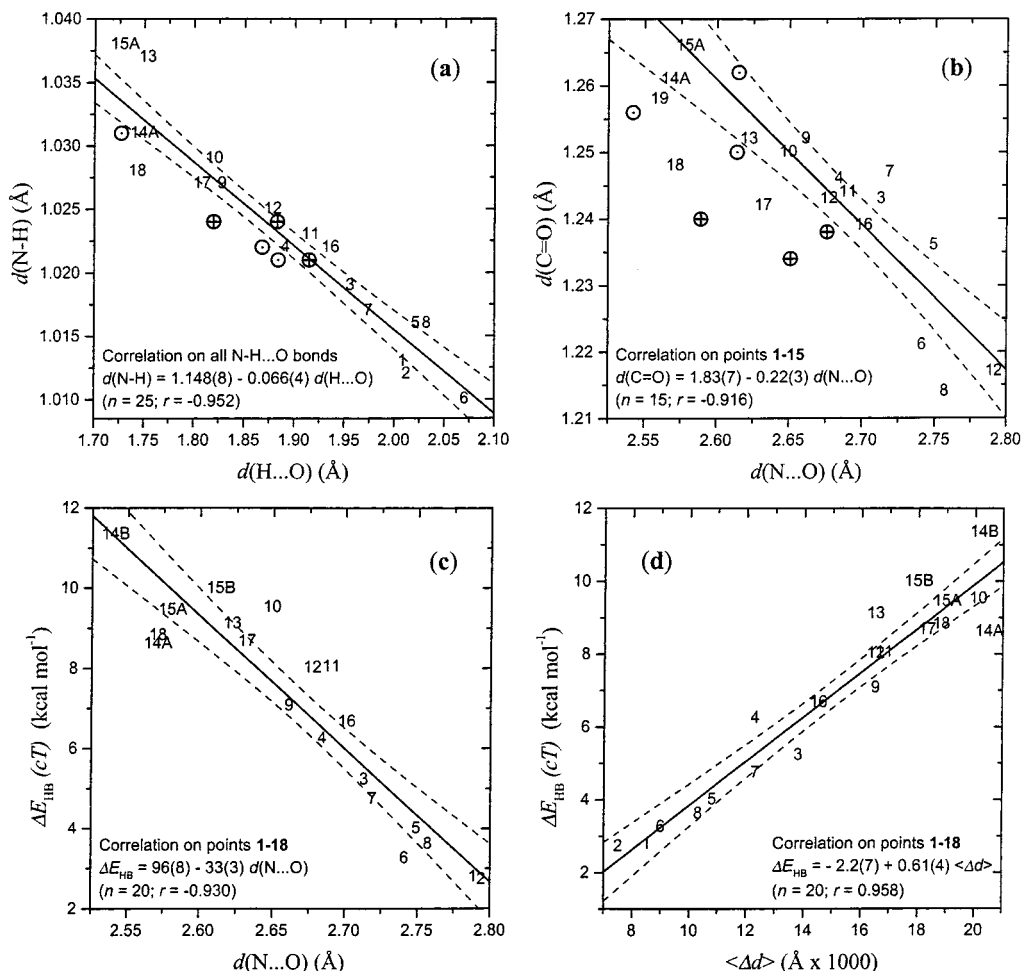 1.040
1.035
1.030
1.025
1.020
1.015
1.010
d(N-H) (Å)
15A
13
(a)
14A
10
18
17
9
12
11
4
16
3
7
5
8
1
2
6
Correlation on all N-H...O bonds
d(N-H) = 1.148(8) - 0.066(4) d(H...O)
(n = 25; r = -0.952)
1.70 1.75 1.80 1.85 1.90 1.95 2.00 2.05 2.10
d(H...O) (Å)
1.27
1.26
1.25
1.24
1.23
1.22
1.21
d(C=O) (Å)
15A
(b)
14A
19
13
9
10
18
7
4
11
17
12
3
16
5
1
2
6
8
Correlation on points 1-15
d(C=O) = 1.83(7) - 0.22(3) d(N...O)
(n = 15; r = -0.916)
2.55 2.60 2.65 2.70 2.75 2.80
d(N...O) (Å)
12
10
8
6
4
2
ΔE_HB (cT) (kcal mol⁻¹)
14B
(c)
15B
15A
10
13
18
14A
17
12
11
9
16
4
3
7
5
8
6
1
2
Correlation on points 1-18
ΔE_HB = 96(8) - 33(3) d(N...O)
(n = 20; r = -0.930)
2.55 2.60 2.65 2.70 2.75 2.80
d(N...O) (Å)
12
10
8
6
4
2
ΔE_HB (cT) (kcal mol⁻¹)
(d)
14B
15B
15A
10
13
18
17
14A
12
11
9
16
4
3
7
5
8
6
2
1
Correlation on points 1-18
ΔE_HB = - 2.2(7) + 0.61(4) <Δd>
(n = 20; r = 0.958)
8 10 12 14 16 18 20
<Δd> (Å x 1000)